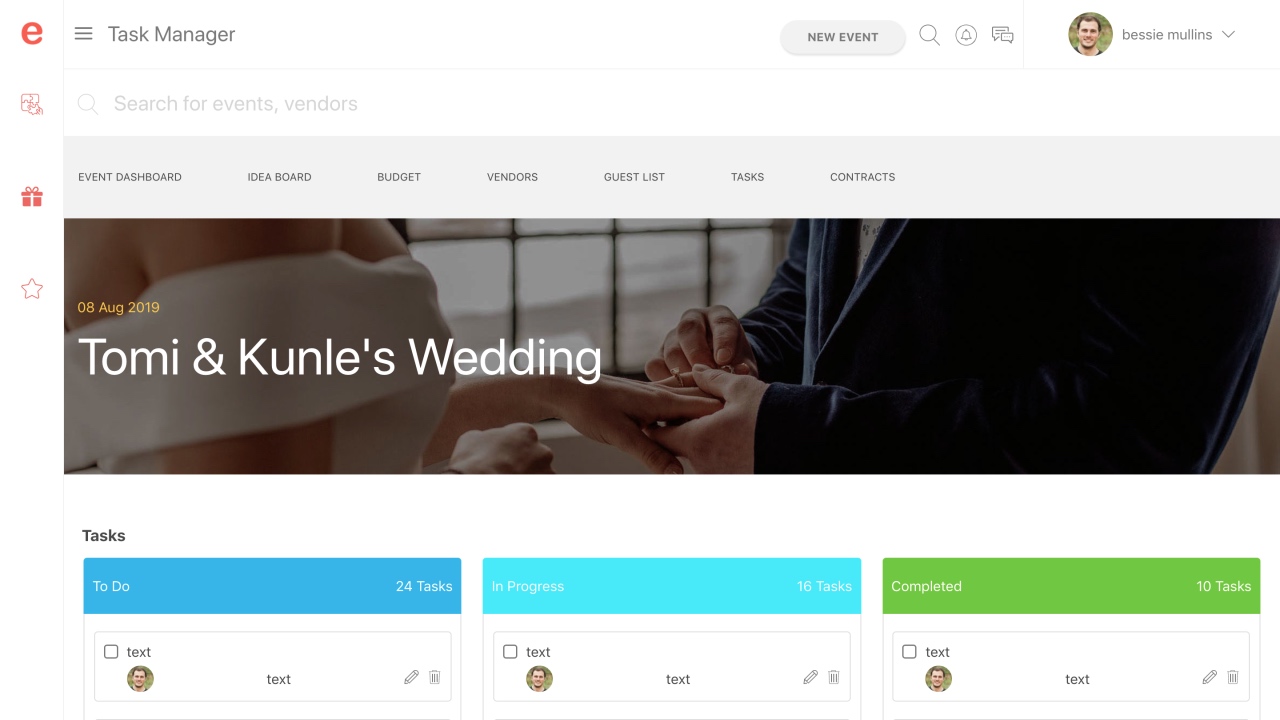 e
Task Manager
NEW EVENT
bessie mullins
Search for events, vendors
EVENT DASHBOARD IDEA BOARD BUDGET VENDORS GUEST LIST TASKS CONTRACTS
08 Aug 2019
Tomi & Kunle's Wedding
Tasks
To Do 24 Tasks
In Progress 16 Tasks
Completed 10 Tasks
text
text
text
text
text
text